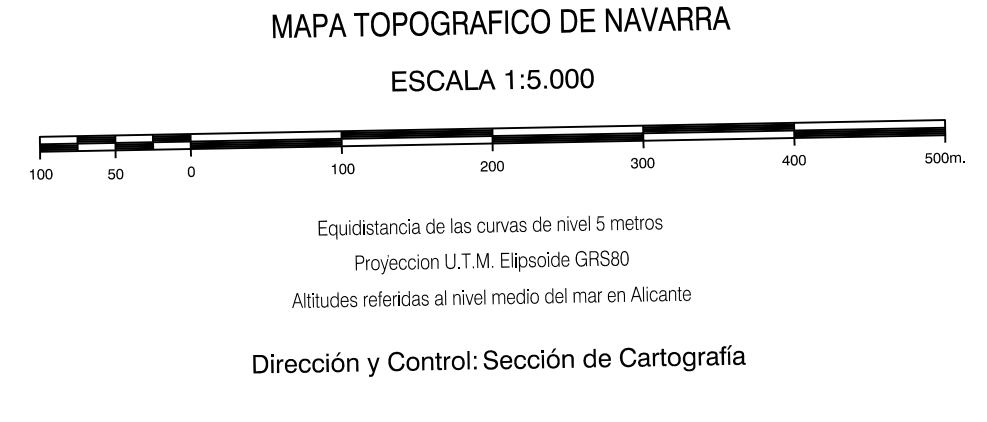 MAPA TOPOGRAFICO DE NAVARRA
ESCALA 1:5.000
100 50 0 100 200 300 400 500m.
Equidistancia de las curvas de nivel 5 metros
Proyeccion U.T.M. Elipsoide GRS80
Altitudes referidas al nivel medio del mar en Alicante
Dirección y Control: Sección de Cartografía